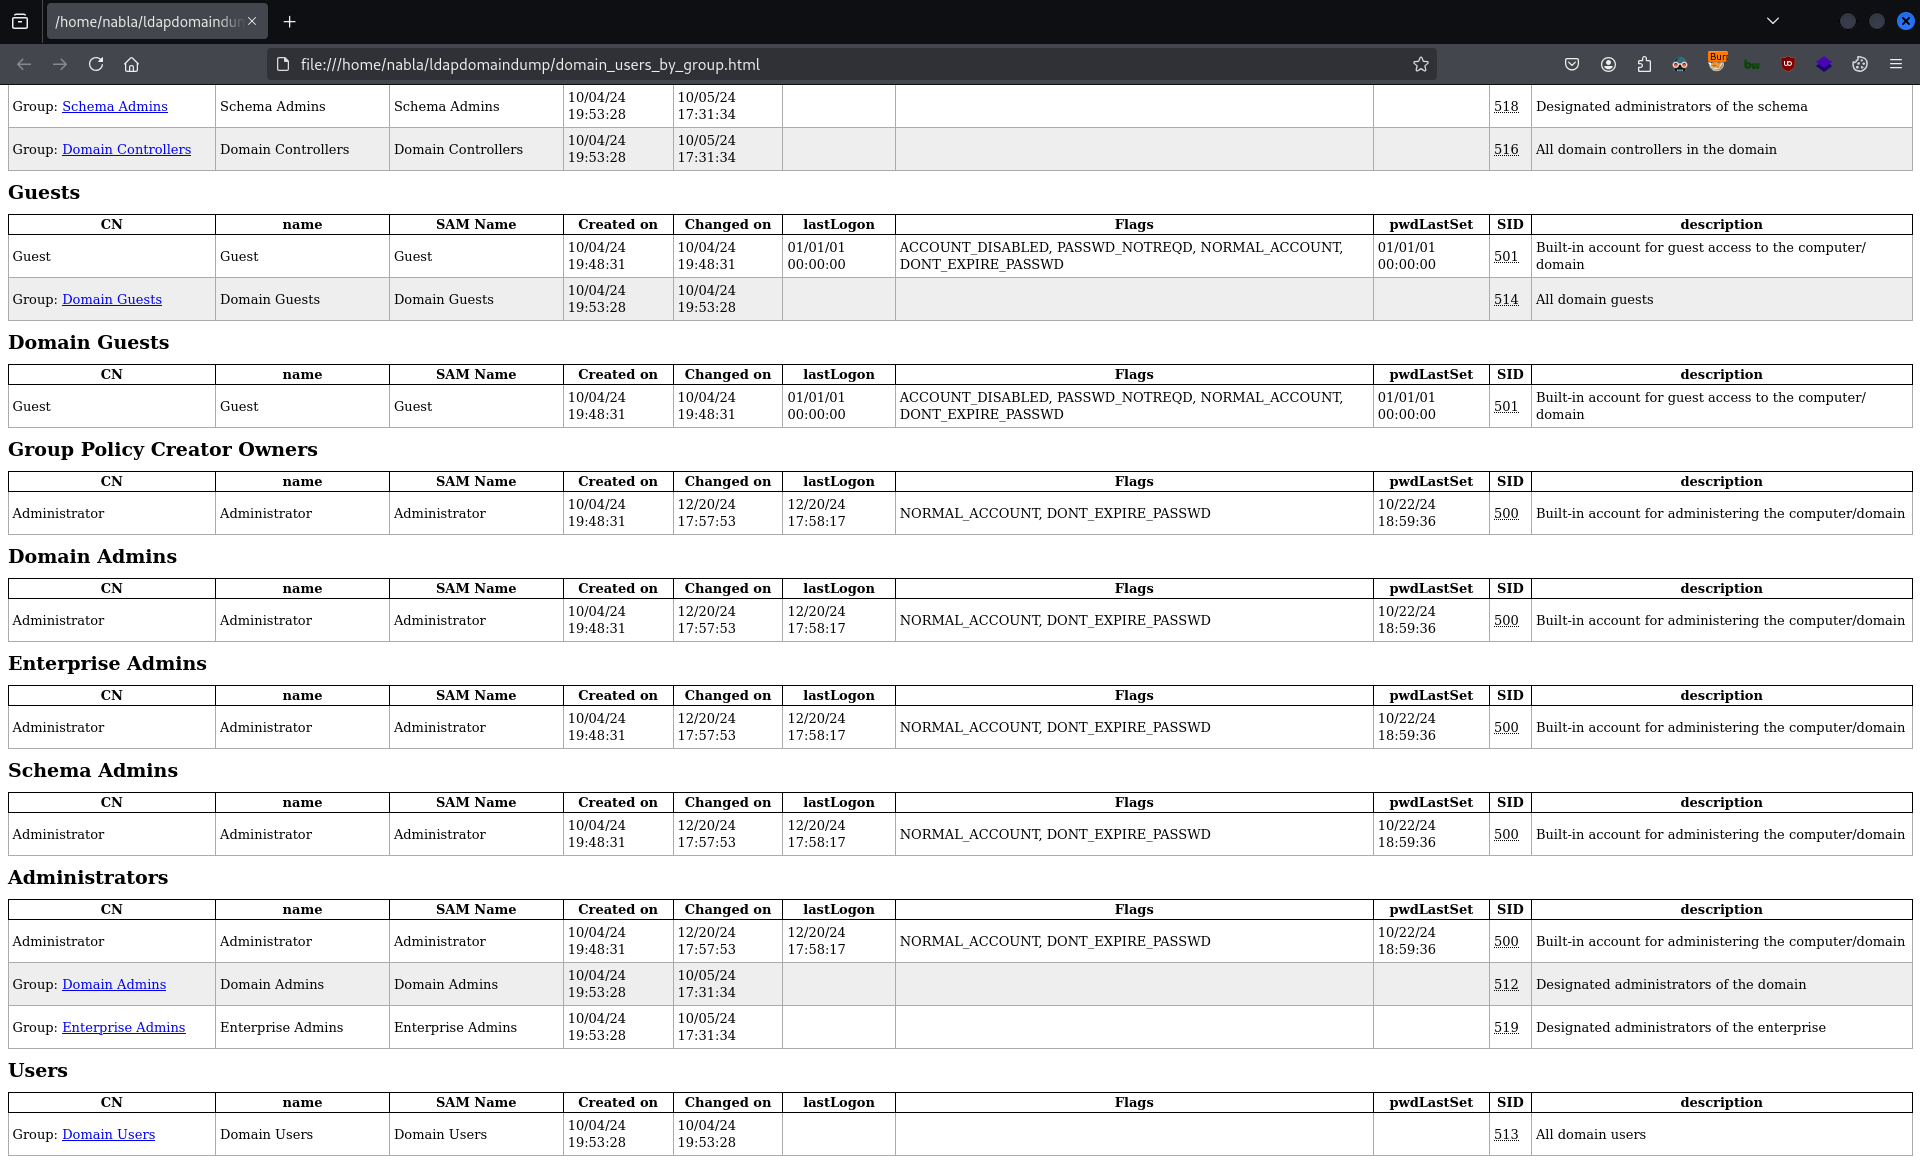 /home/nabla/ldapdomaindu
file:///home/nabla/ldapdomaindump/domain_users_by_group.html
Burp
UD
Group: Schema Admins Schema Admins Schema Admins 10/04/24 19:53:28 10/05/24 17:31:34 518 Designated administrators of the schema
Group: Domain Controllers Domain Controllers Domain Controllers 10/04/24 19:53:28 10/05/24 17:31:34 516 All domain controllers in the domain
Guests
CN name SAM Name Created on Changed on lastLogon Flags pwdLastSet SID description
Guest Guest Guest 10/04/24 19:48:31 10/04/24 19:48:31 01/01/01 00:00:00 ACCOUNT_DISABLED, PASSWD_NOTREQD, NORMAL_ACCOUNT, DONT_EXPIRE_PASSWD 01/01/01 00:00:00 501 Built-in account for guest access to the computer/domain
Group: Domain Guests Domain Guests Domain Guests 10/04/24 19:53:28 10/04/24 19:53:28 514 All domain guests
Domain Guests
CN name SAM Name Created on Changed on lastLogon Flags pwdLastSet SID description
Guest Guest Guest 10/04/24 19:48:31 10/04/24 19:48:31 01/01/01 00:00:00 ACCOUNT_DISABLED, PASSWD_NOTREQD, NORMAL_ACCOUNT, DONT_EXPIRE_PASSWD 01/01/01 00:00:00 501 Built-in account for guest access to the computer/domain
Group Policy Creator Owners
CN name SAM Name Created on Changed on lastLogon Flags pwdLastSet SID description
Administrator Administrator Administrator 10/04/24 19:48:31 12/20/24 17:57:53 12/20/24 17:58:17 NORMAL_ACCOUNT, DONT_EXPIRE_PASSWD 10/22/24 18:59:36 500 Built-in account for administering the computer/domain
Domain Admins
CN name SAM Name Created on Changed on lastLogon Flags pwdLastSet SID description
Administrator Administrator Administrator 10/04/24 19:48:31 12/20/24 17:57:53 12/20/24 17:58:17 NORMAL_ACCOUNT, DONT_EXPIRE_PASSWD 10/22/24 18:59:36 500 Built-in account for administering the computer/domain
Enterprise Admins
CN name SAM Name Created on Changed on lastLogon Flags pwdLastSet SID description
Administrator Administrator Administrator 10/04/24 19:48:31 12/20/24 17:57:53 12/20/24 17:58:17 NORMAL_ACCOUNT, DONT_EXPIRE_PASSWD 10/22/24 18:59:36 500 Built-in account for administering the computer/domain
Schema Admins
CN name SAM Name Created on Changed on lastLogon Flags pwdLastSet SID description
Administrator Administrator Administrator 10/04/24 19:48:31 12/20/24 17:57:53 12/20/24 17:58:17 NORMAL_ACCOUNT, DONT_EXPIRE_PASSWD 10/22/24 18:59:36 500 Built-in account for administering the computer/domain
Administrators
CN name SAM Name Created on Changed on lastLogon Flags pwdLastSet SID description
Administrator Administrator Administrator 10/04/24 19:48:31 12/20/24 17:57:53 12/20/24 17:58:17 NORMAL_ACCOUNT, DONT_EXPIRE_PASSWD 10/22/24 18:59:36 500 Built-in account for administering the computer/domain
Group: Domain Admins Domain Admins Domain Admins 10/04/24 19:53:28 10/05/24 17:31:34 512 Designated administrators of the domain
Group: Enterprise Admins Enterprise Admins Enterprise Admins 10/04/24 19:53:28 10/05/24 17:31:34 519 Designated administrators of the enterprise
Users
CN name SAM Name Created on Changed on lastLogon Flags pwdLastSet SID description
Group: Domain Users Domain Users Domain Users 10/04/24 19:53:28 10/04/24 19:53:28 513 All domain users